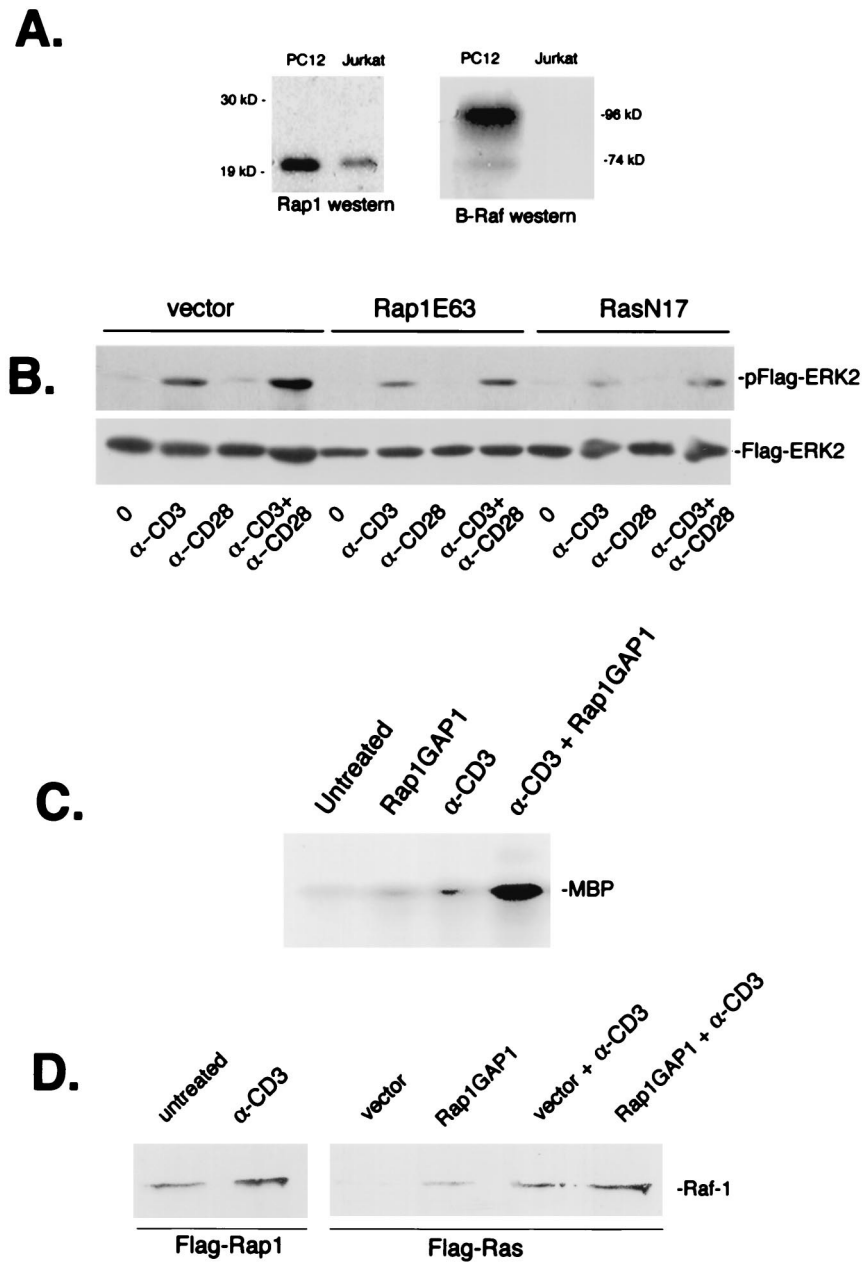 A.
PC12 Jurkat
30 kD -
19 kD -
Rap1 western
PC12 Jurkat
-96 kD
-74 kD
B-Raf western
B.
vector Rap1E63 RasN17
-pFlag-ERK2
-Flag-ERK2
0 α-CD3 α-CD28 α-CD3+ α-CD28 0 α-CD3 α-CD28 α-CD3+ α-CD28 0 α-CD3 α-CD28 α-CD3+ α-CD28
C.
Untreated Rap1GAP1 α-CD3 α-CD3 + Rap1GAP1
-MBP
D.
untreated α-CD3 vector Rap1GAP1 vector + α-CD3 Rap1GAP1 + α-CD3
-Raf-1
Flag-Rap1 Flag-Ras